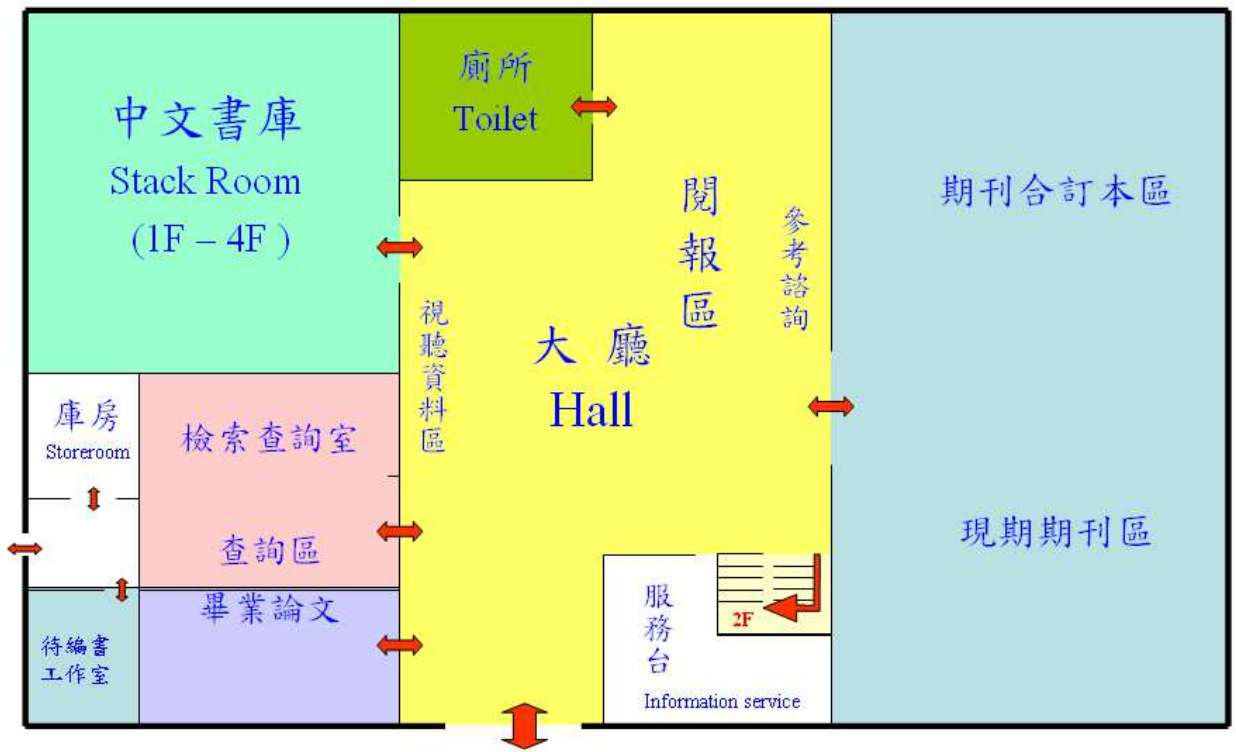 廁所
Toilet
中文書庫
Stack Room
(1F – 4F )
閱報區
參考諮詢
期刊合訂本區
視聽資料區
大廳
Hall
庫房
Storeroom
檢索查詢室
查詢區
現期期刊區
畢業論文
待編書
工作室
服務台
2F
Information service